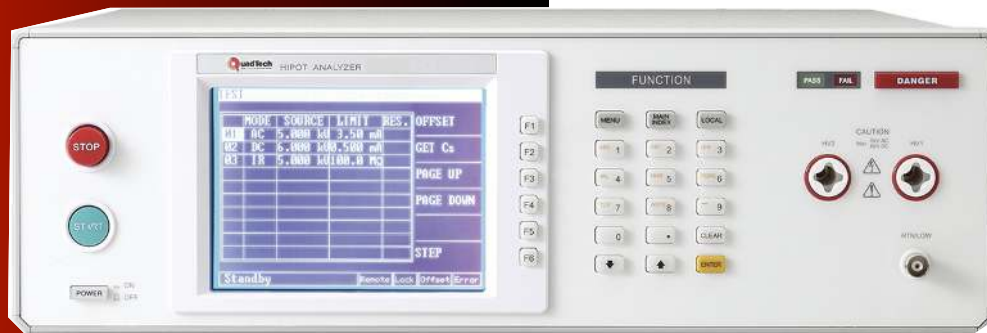 QuadTech HIPOT ANALYZER
STOP
START
POWER
ON
OFF
MODE SOURCE LIMIT RES.
01 AC 5.000 kV 3.50 mA
02 DC 6.000 kV 0.500 mA
03 IR 5.000 kV 100.0 MΩ
OFFSET
GET Cs
PAGE UP
PAGE DOWN
STEP
Standby Remote Lock Offset Error
F1
F2
F3
F4
F5
F6
FUNCTION
MENU MAIN INDEX LOCAL
1 2 3
4 5 6
7 8 9
0 . CLEAR
ENTER
PASS FAIL DANGER
CAUTION
HV2 HV1
RTN/LOW